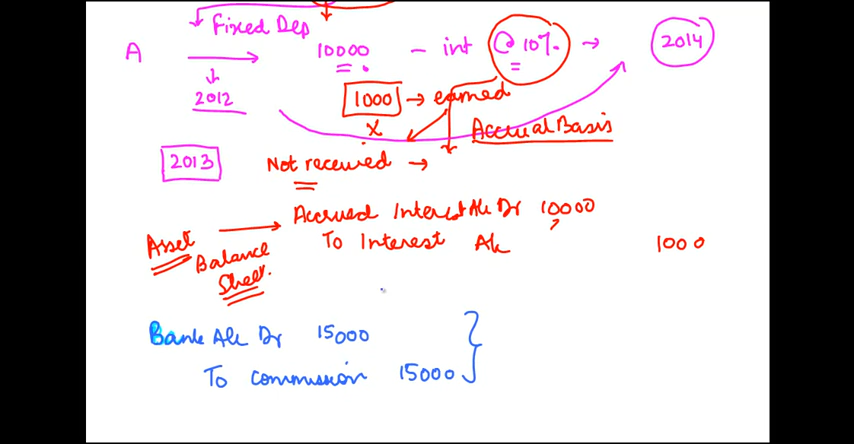 Fixed Dep
A → 10000 - int @ 10%. → 2014
2012
1000 → earned
x
Accrual Basis
2013
Not received →
Accrued Interest A/c Dr 10000
To Interest A/c 1000
Asset
Balance
Sheet.
Bank A/c Dr 15000
To commission 15000